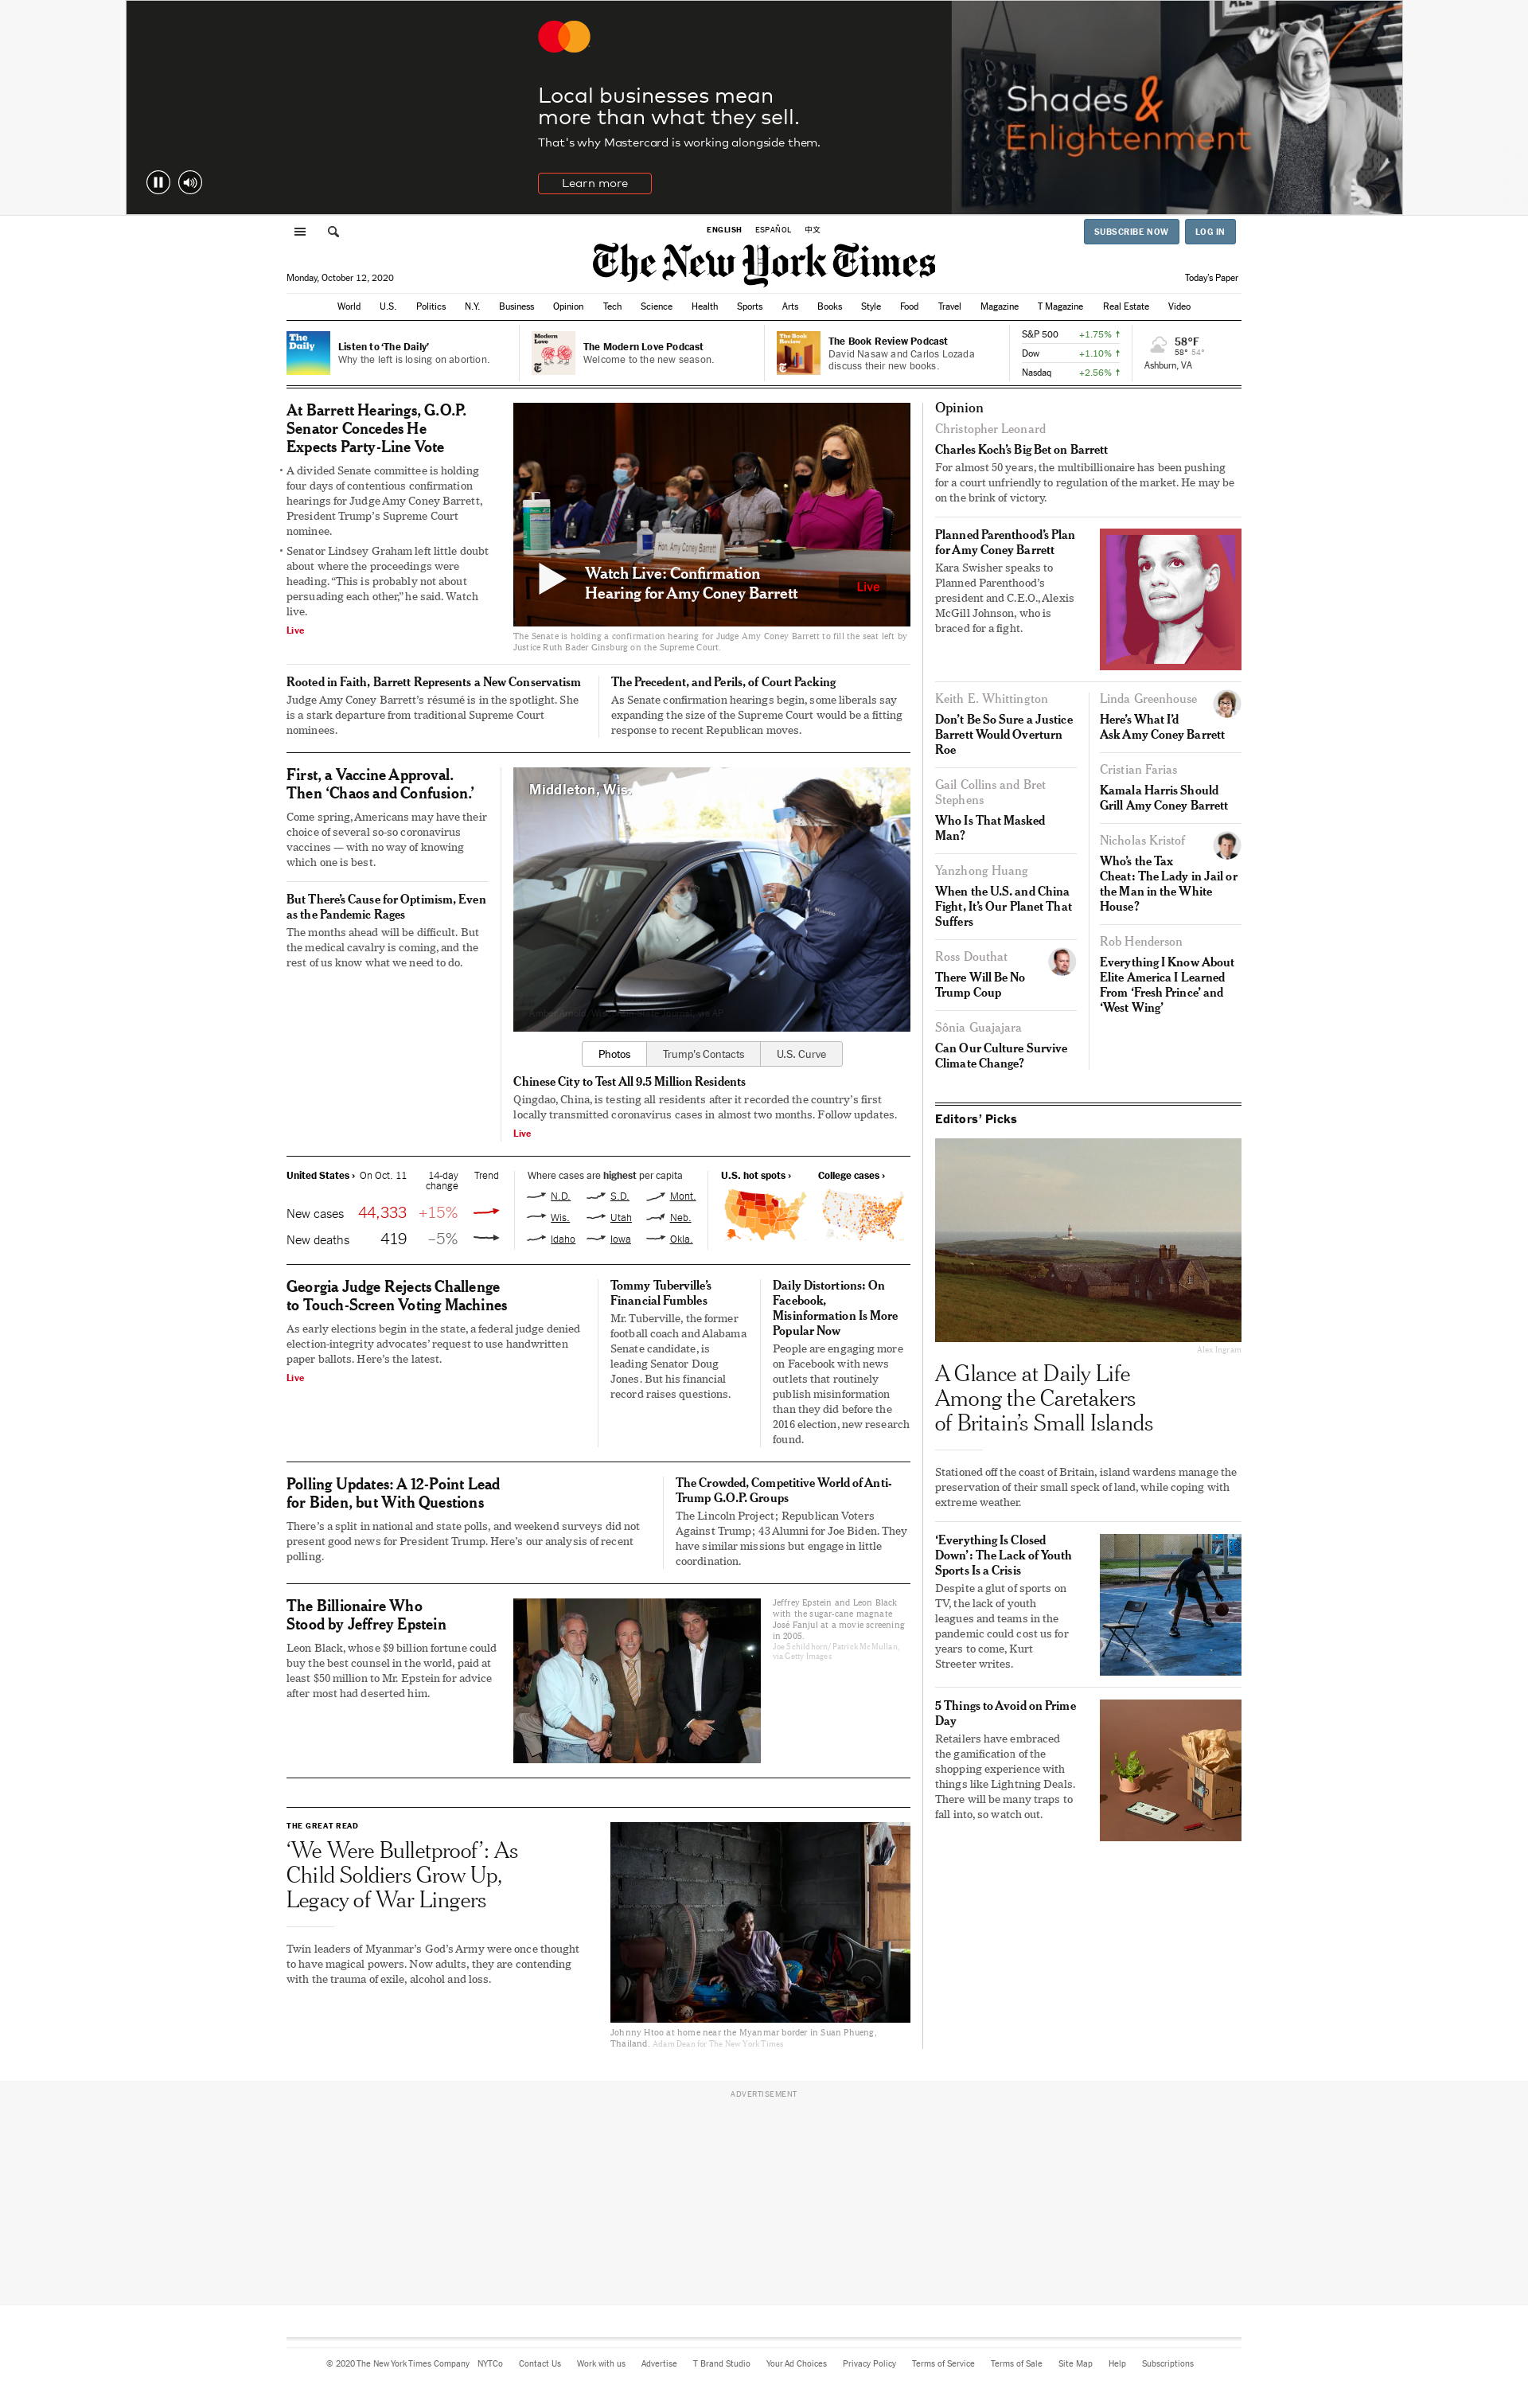 Local businesses mean
more than what they sell.
That's why Mastercard is working alongside them.
Learn more
Shades &
Enlightenment
ENGLISH ESPAÑOL 中文
SUBSCRIBE NOW LOG IN
The New York Times
Monday, October 12, 2020
Today's Paper
World U.S. Politics N.Y. Business Opinion Tech Science Health Sports Arts Books Style Food Travel Magazine T Magazine Real Estate Video
The
Daily
Listen to ‘The Daily’
Why the left is losing on abortion.
Modern
Love
The Modern Love Podcast
Welcome to the new season.
The Book
Review
The Book Review Podcast
David Nasaw and Carlos Lozada
discuss their new books.
S&P 500 +1.75% ↑
Dow +1.10% ↑
Nasdaq +2.56% ↑
58°F
58° 54°
Ashburn, VA
At Barrett Hearings, G.O.P.
Senator Concedes He
Expects Party-Line Vote
• A divided Senate committee is holding
four days of contentious confirmation
hearings for Judge Amy Coney Barrett,
President Trump’s Supreme Court
nominee.
• Senator Lindsey Graham left little doubt
about where the proceedings were
heading. “This is probably not about
persuading each other,” he said. Watch
live.
Live
Hon. Amy Coney Barrett
Watch Live: Confirmation
Hearing for Amy Coney Barrett
Live
The Senate is holding a confirmation hearing for Judge Amy Coney Barrett to fill the seat left by
Justice Ruth Bader Ginsburg on the Supreme Court.
Rooted in Faith, Barrett Represents a New Conservatism
Judge Amy Coney Barrett’s résumé is in the spotlight. She
is a stark departure from traditional Supreme Court
nominees.
The Precedent, and Perils, of Court Packing
As Senate confirmation hearings begin, some liberals say
expanding the size of the Supreme Court would be a fitting
response to recent Republican moves.
First, a Vaccine Approval.
Then ‘Chaos and Confusion.’
Come spring, Americans may have their
choice of several so-so coronavirus
vaccines — with no way of knowing
which one is best.
But There’s Cause for Optimism, Even
as the Pandemic Rages
The months ahead will be difficult. But
the medical cavalry is coming, and the
rest of us know what we need to do.
Middleton, Wis.
Photos Trump’s Contacts U.S. Curve
Chinese City to Test All 9.5 Million Residents
Qingdao, China, is testing all residents after it recorded the country’s first
locally transmitted coronavirus cases in almost two months. Follow updates.
Live
United States › On Oct. 11 14-day
change Trend
New cases 44,333 +15%
New deaths 419 –5%
Where cases are highest per capita
N.D. S.D. Mont.
Wis. Utah Neb.
Idaho Iowa Okla.
U.S. hot spots › College cases ›
Georgia Judge Rejects Challenge
to Touch-Screen Voting Machines
As early elections begin in the state, a federal judge denied
election-integrity advocates’ request to use handwritten
paper ballots. Here’s the latest.
Live
Tommy Tuberville’s
Financial Fumbles
Mr. Tuberville, the former
football coach and Alabama
Senate candidate, is
leading Senator Doug
Jones. But his financial
record raises questions.
Daily Distortions: On
Facebook,
Misinformation Is More
Popular Now
People are engaging more
on Facebook with news
outlets that routinely
publish misinformation
than they did before the
2016 election, new research
found.
Polling Updates: A 12-Point Lead
for Biden, but With Questions
There’s a split in national and state polls, and weekend surveys did not
present good news for President Trump. Here’s our analysis of recent
polling.
The Crowded, Competitive World of Anti-
Trump G.O.P. Groups
The Lincoln Project; Republican Voters
Against Trump; 43 Alumni for Joe Biden. They
have similar missions but engage in little
coordination.
The Billionaire Who
Stood by Jeffrey Epstein
Leon Black, whose $9 billion fortune could
buy the best counsel in the world, paid at
least $50 million to Mr. Epstein for advice
after most had deserted him.
Jeffrey Epstein and Leon Black
with the sugar-cane magnate
José Fanjul at a movie screening
in 2005.
Joe Schildhorn/Patrick McMullan,
via Getty Images
THE GREAT READ
‘We Were Bulletproof’: As
Child Soldiers Grow Up,
Legacy of War Lingers
Twin leaders of Myanmar’s God’s Army were once thought
to have magical powers. Now adults, they are contending
with the trauma of exile, alcohol and loss.
Johnny Htoo at home near the Myanmar border in Suan Phueng,
Thailand. Adam Dean for The New York Times
Opinion
Christopher Leonard
Charles Koch’s Big Bet on Barrett
For almost 50 years, the multibillionaire has been pushing
for a court unfriendly to regulation of the market. He may be
on the brink of victory.
Planned Parenthood’s Plan
for Amy Coney Barrett
Kara Swisher speaks to
Planned Parenthood’s
president and C.E.O., Alexis
McGill Johnson, who is
braced for a fight.
Keith E. Whittington
Don’t Be So Sure a Justice
Barrett Would Overturn
Roe
Gail Collins and Bret
Stephens
Who Is That Masked
Man?
Yanzhong Huang
When the U.S. and China
Fight, It’s Our Planet That
Suffers
Ross Douthat
There Will Be No
Trump Coup
Sônia Guajajara
Can Our Culture Survive
Climate Change?
Linda Greenhouse
Here’s What I’d
Ask Amy Coney Barrett
Cristian Farias
Kamala Harris Should
Grill Amy Coney Barrett
Nicholas Kristof
Who’s the Tax
Cheat: The Lady in Jail or
the Man in the White
House?
Rob Henderson
Everything I Know About
Elite America I Learned
From ‘Fresh Prince’ and
‘West Wing’
Editors’ Picks
Alex Ingram
A Glance at Daily Life
Among the Caretakers
of Britain’s Small Islands
Stationed off the coast of Britain, island wardens manage the
preservation of their small speck of land, while coping with
extreme weather.
‘Everything Is Closed
Down’: The Lack of Youth
Sports Is a Crisis
Despite a glut of sports on
TV, the lack of youth
leagues and teams in the
pandemic could cost us for
years to come, Kurt
Streeter writes.
5 Things to Avoid on Prime
Day
Retailers have embraced
the gamification of the
shopping experience with
things like Lightning Deals.
There will be many traps to
fall into, so watch out.
ADVERTISEMENT
© 2020 The New York Times Company NYTCo Contact Us Work with us Advertise T Brand Studio Your Ad Choices Privacy Policy Terms of Service Terms of Sale Site Map Help Subscriptions